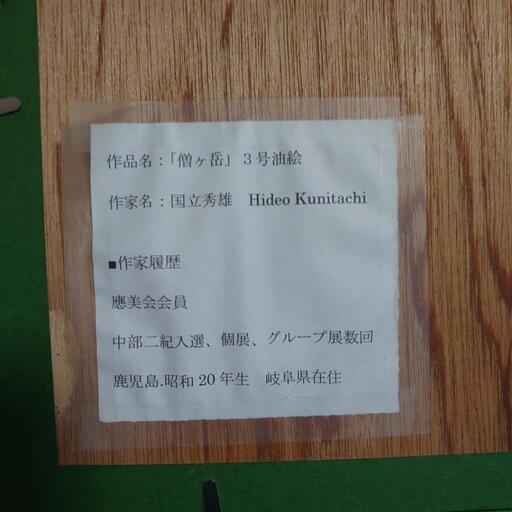 作品名：「僧ヶ岳」３号油絵
作家名：国立秀雄　Hideo Kunitachi
■作家履歴
應美会会員
中部二紀入選、個展、グループ展数回
鹿児島.昭和 20 年生　岐阜県在住